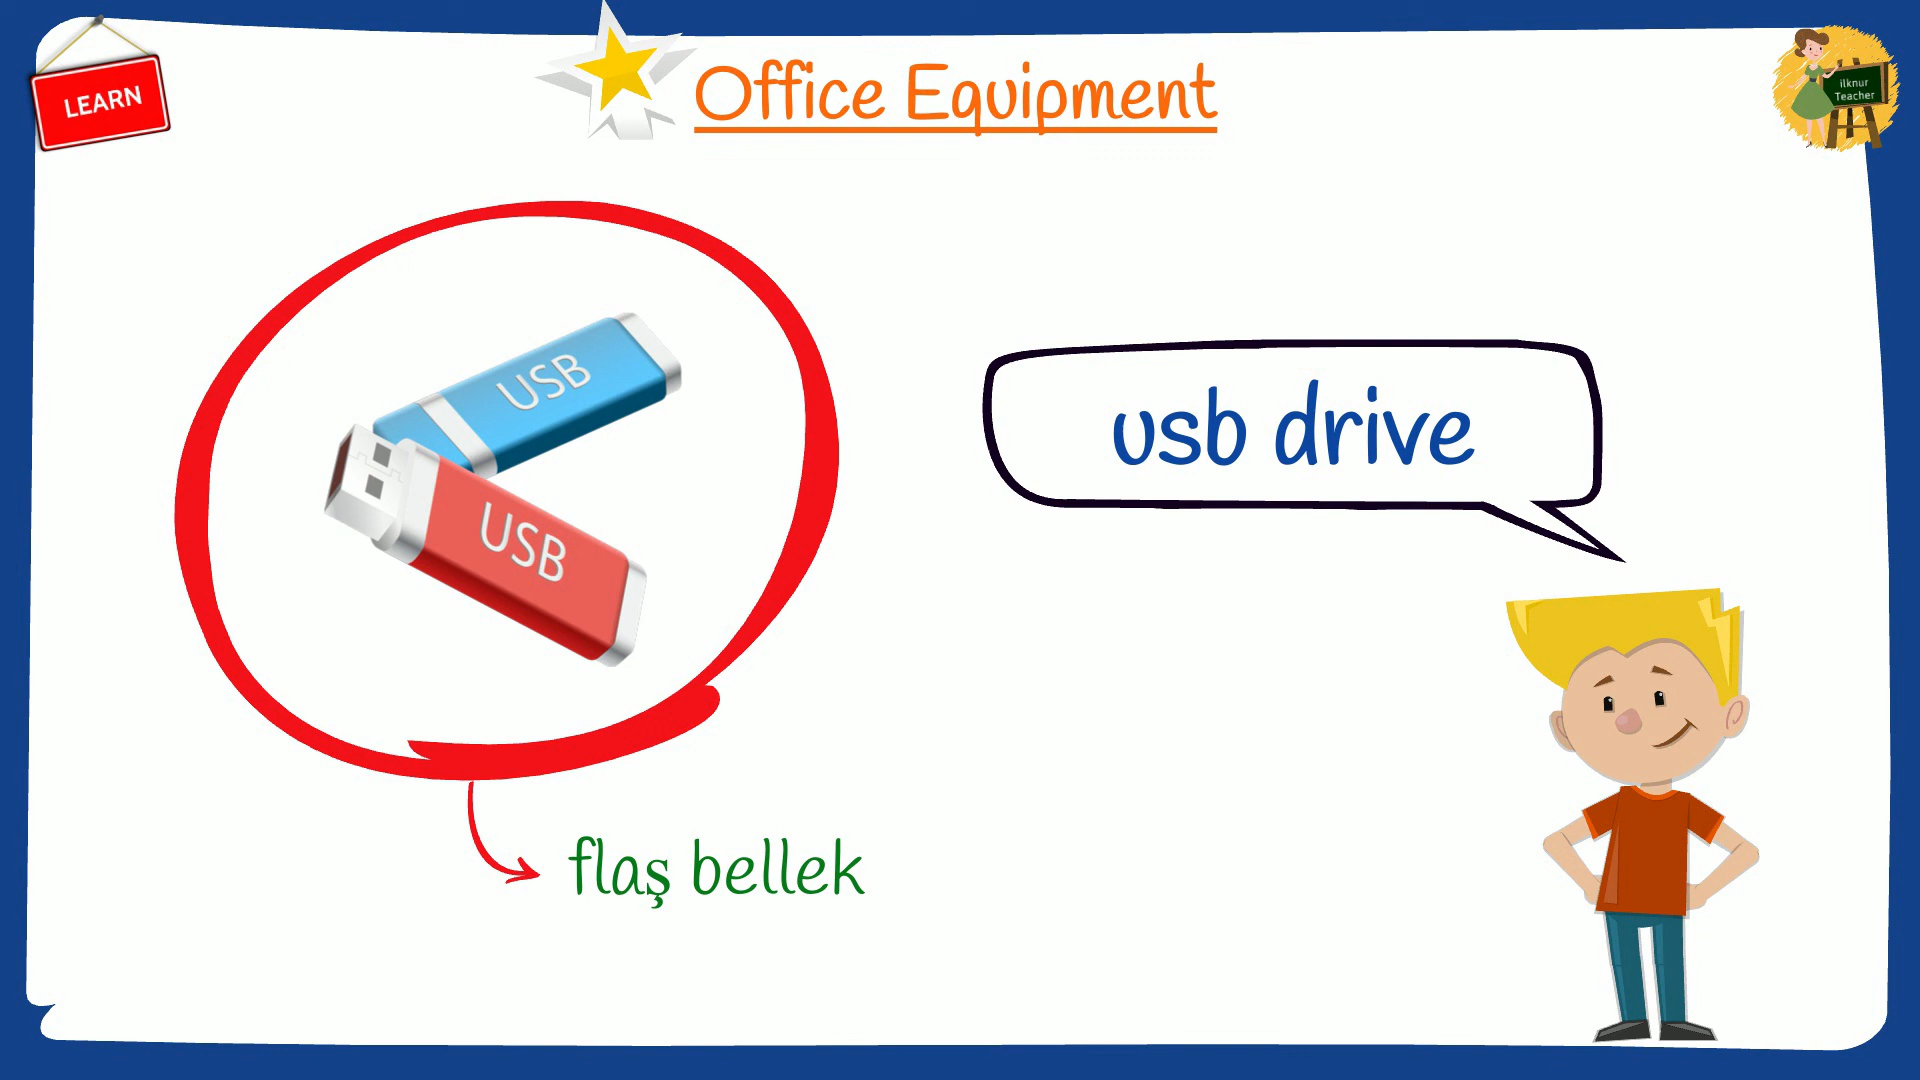 LEARN
Office Equipment
ilknur
Teacher
USB
USB
usb drive
flaş bellek